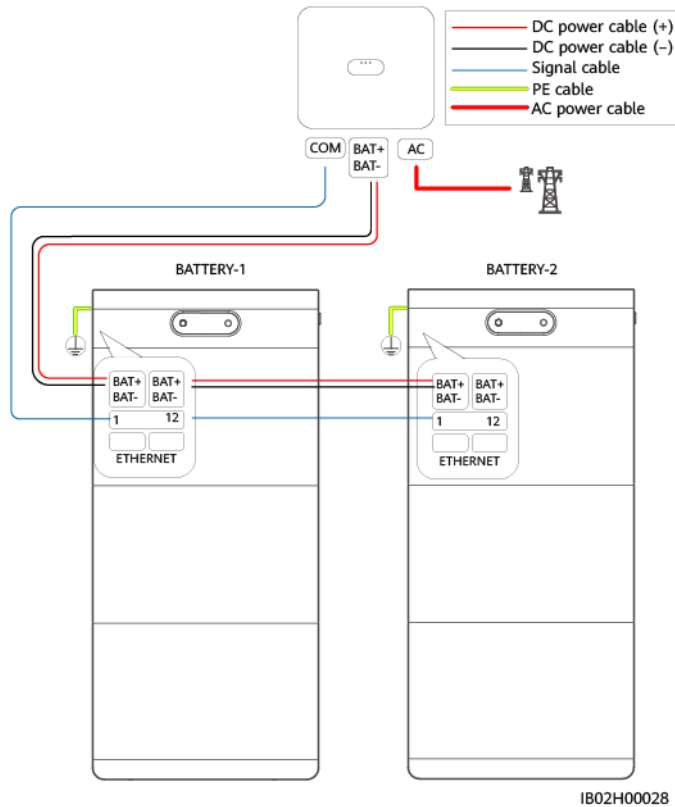 DC power cable (+)
DC power cable (−)
Signal cable
PE cable
AC power cable
COM
BAT+
BAT-
AC
BATTERY-1
BATTERY-2
BAT+ BAT+
BAT- BAT-
1 12
ETHERNET
BAT+ BAT+
BAT- BAT-
1 12
ETHERNET
IB02H00028